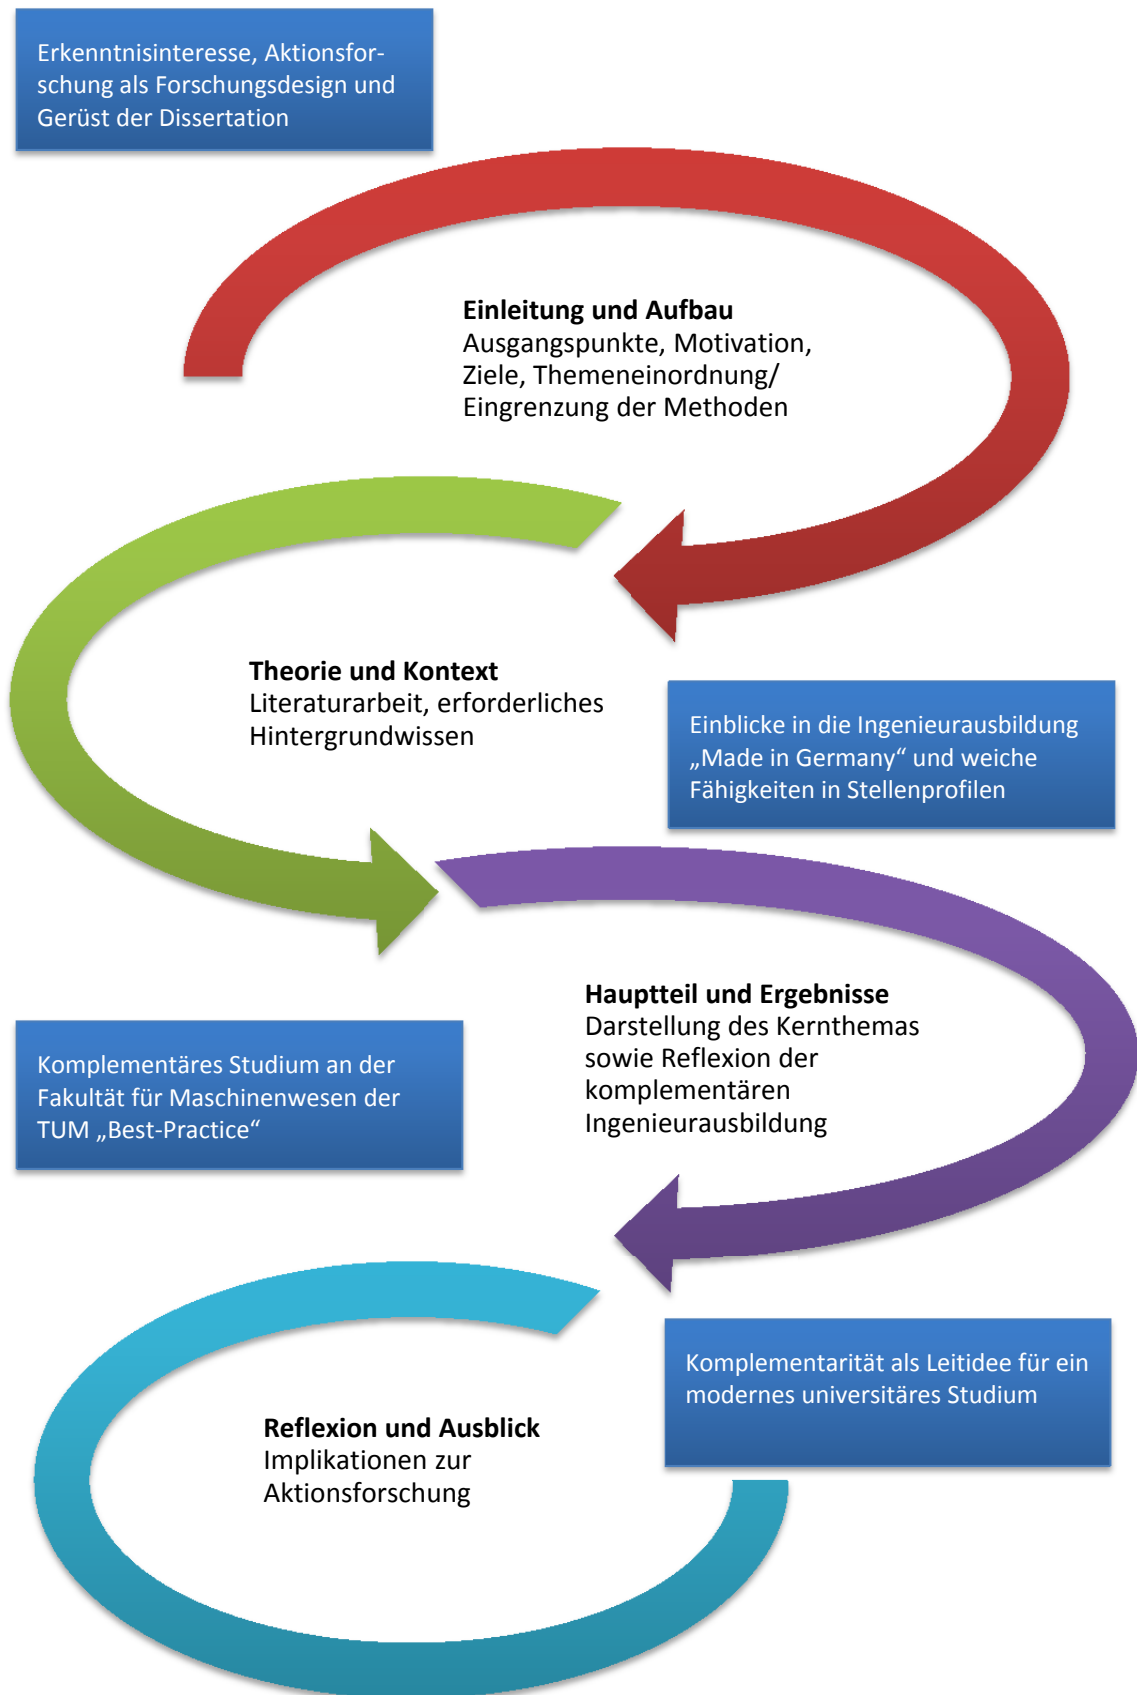 Erkenntnisinteresse, Aktionsfor-
schung als Forschungsdesign und
Gerüst der Dissertation
Einleitung und Aufbau
Ausgangspunkte, Motivation,
Ziele, Themeneinordnung/
Eingrenzung der Methoden
Theorie und Kontext
Literaturarbeit, erforderliches
Hintergrundwissen
Einblicke in die Ingenieurausbildung
„Made in Germany“ und weiche
Fähigkeiten in Stellenprofilen
Hauptteil und Ergebnisse
Darstellung des Kernthemas
sowie Reflexion der
komplementären
Ingenieurausbildung
Komplementäres Studium an der
Fakultät für Maschinenwesen der
TUM „Best-Practice“
Komplementarität als Leitidee für ein
modernes universitäres Studium
Reflexion und Ausblick
Implikationen zur
Aktionsforschung